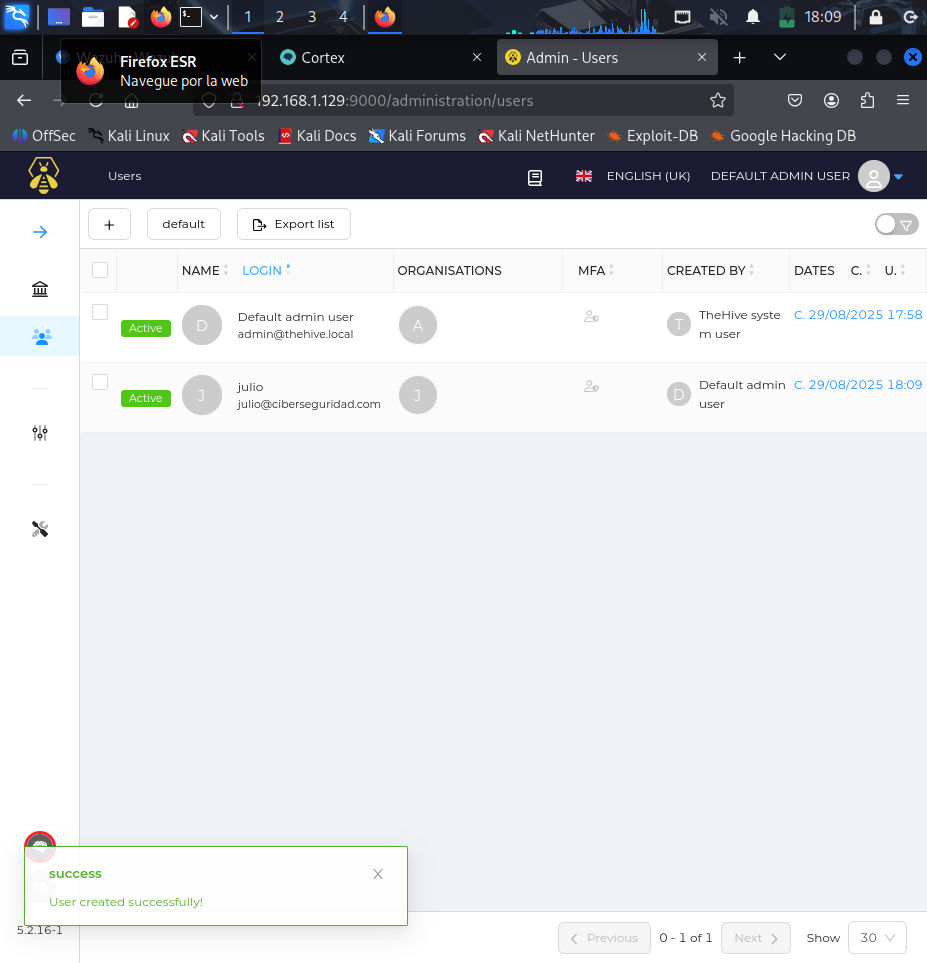 1 2 3 4 18:09
Cortex Admin - Users
Firefox ESR
Navegue por la web
192.168.1.129:9000/administration/users
OffSec Kali Linux Kali Tools Kali Docs Kali Forums Kali NetHunter Exploit-DB Google Hacking DB
Users ENGLISH (UK) DEFAULT ADMIN USER
+ default Export list
NAME LOGIN ORGANISATIONS MFA CREATED BY DATES C. U.
Active D Default admin user A T TheHive syste C. 29/08/2025 17:58
admin@thehive.local m user
Active J julio J D Default admin C. 29/08/2025 18:09
julio@ciberseguridad.com user
success
User created successfully!
5.2.16-1
Previous 0 - 1 of 1 Next Show 30